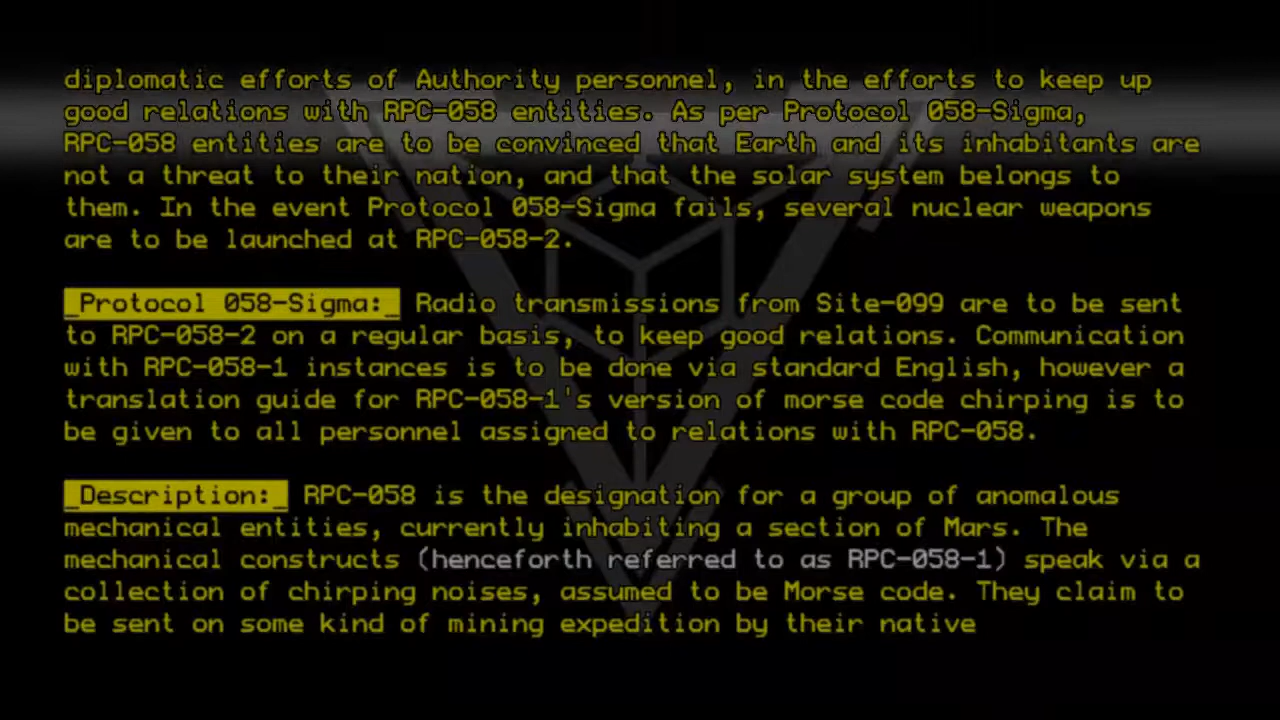 diplomatic efforts of Authority personnel, in the efforts to keep up
good relations with RPC-058 entities. As per Protocol 058-Sigma,
RPC-058 entities are to be convinced that Earth and its inhabitants are
not a threat to their nation, and that the solar system belongs to
them. In the event Protocol 058-Sigma fails, several nuclear weapons
are to be launched at RPC-058-2.
_Protocol 058-Sigma:_ Radio transmissions from Site-099 are to be sent
to RPC-058-2 on a regular basis, to keep good relations. Communication
with RPC-058-1 instances is to be done via standard English, however a
translation guide for RPC-058-1's version of morse code chirping is to
be given to all personnel assigned to relations with RPC-058.
_Description:_ RPC-058 is the designation for a group of anomalous
mechanical entities, currently inhabiting a section of Mars. The
mechanical constructs (henceforth referred to as RPC-058-1) speak via a
collection of chirping noises, assumed to be Morse code. They claim to
be sent on some kind of mining expedition by their native